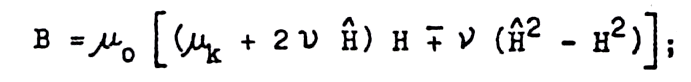 B = μ₀ [ (μₖ + 2 ν Ĥ) H ∓ ν (Ĥ² - H²) ];